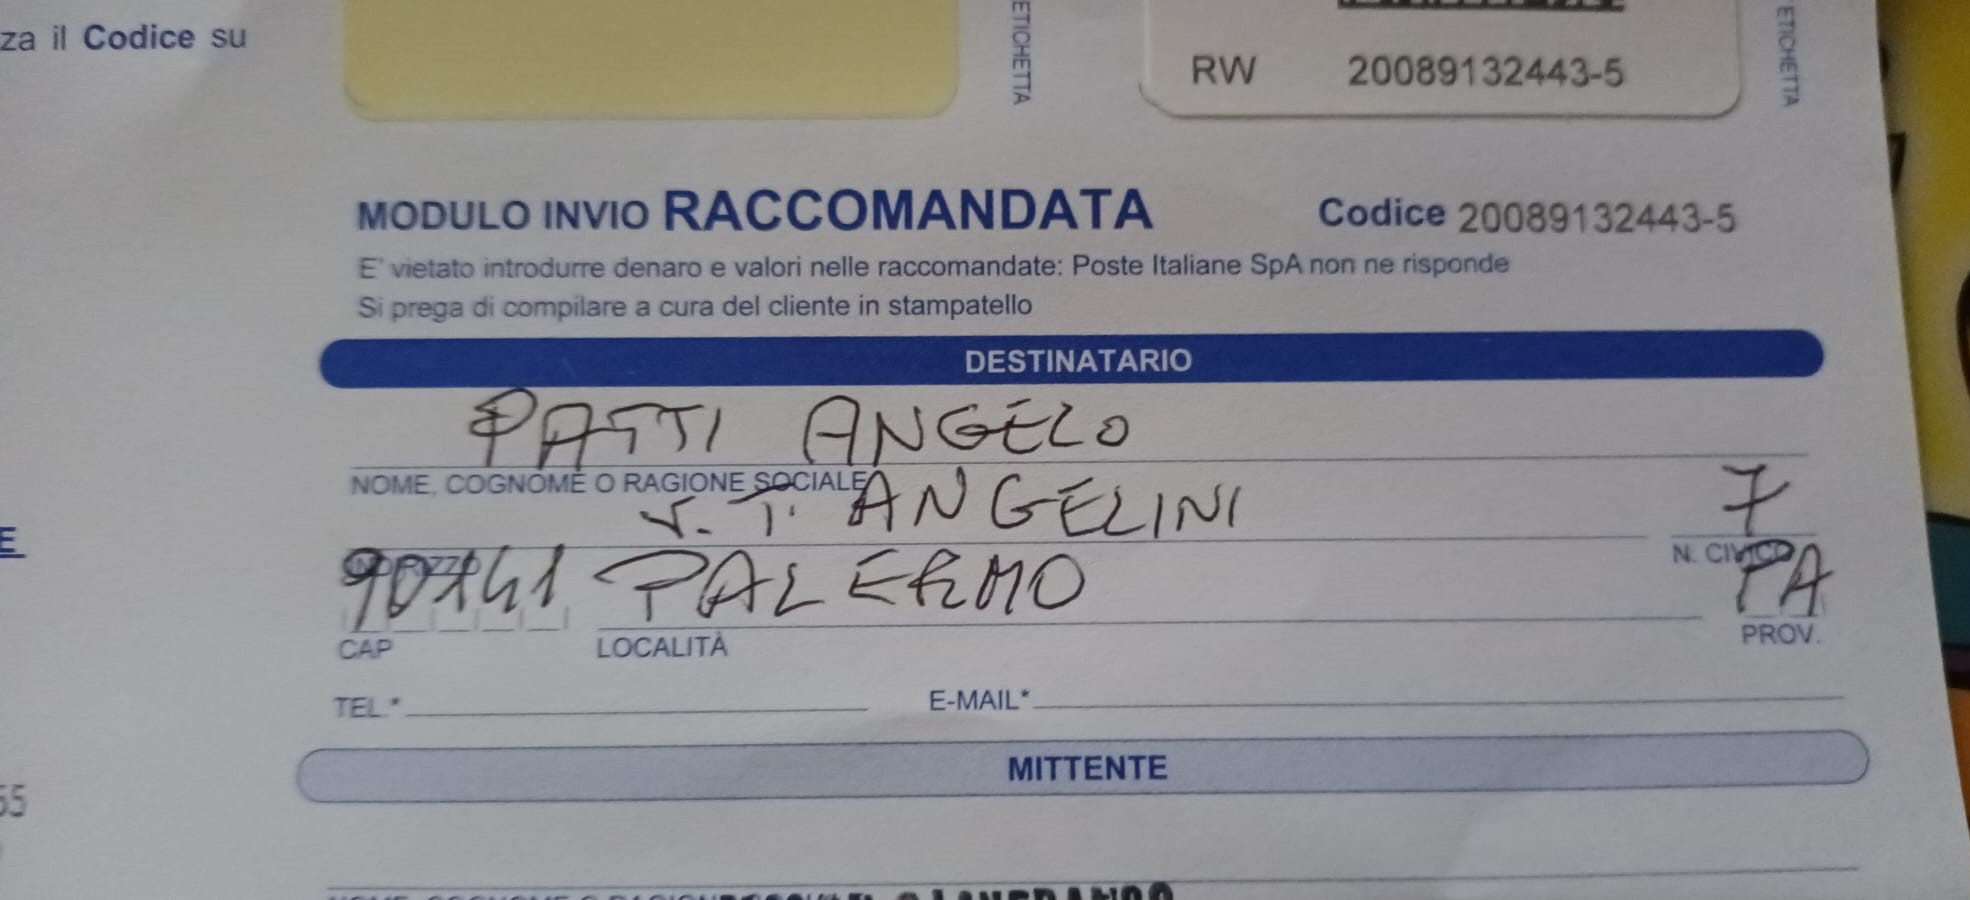 za il Codice su
ETICHETTA
ETICHETTA
RW 20089132443-5
MODULO INVIO RACCOMANDATA Codice 20089132443-5
E' vietato introdurre denaro e valori nelle raccomandate: Poste Italiane SpA non ne risponde
Si prega di compilare a cura del cliente in stampatello
DESTINATARIO
PATTI ANGELO
NOME, COGNOME O RAGIONE SOCIALE
V. T. ANGELINI 7
N. CIVICO
90141 PALERMO PA
CAP LOCALITÀ PROV.
TEL.* E-MAIL*
E
MITTENTE
55